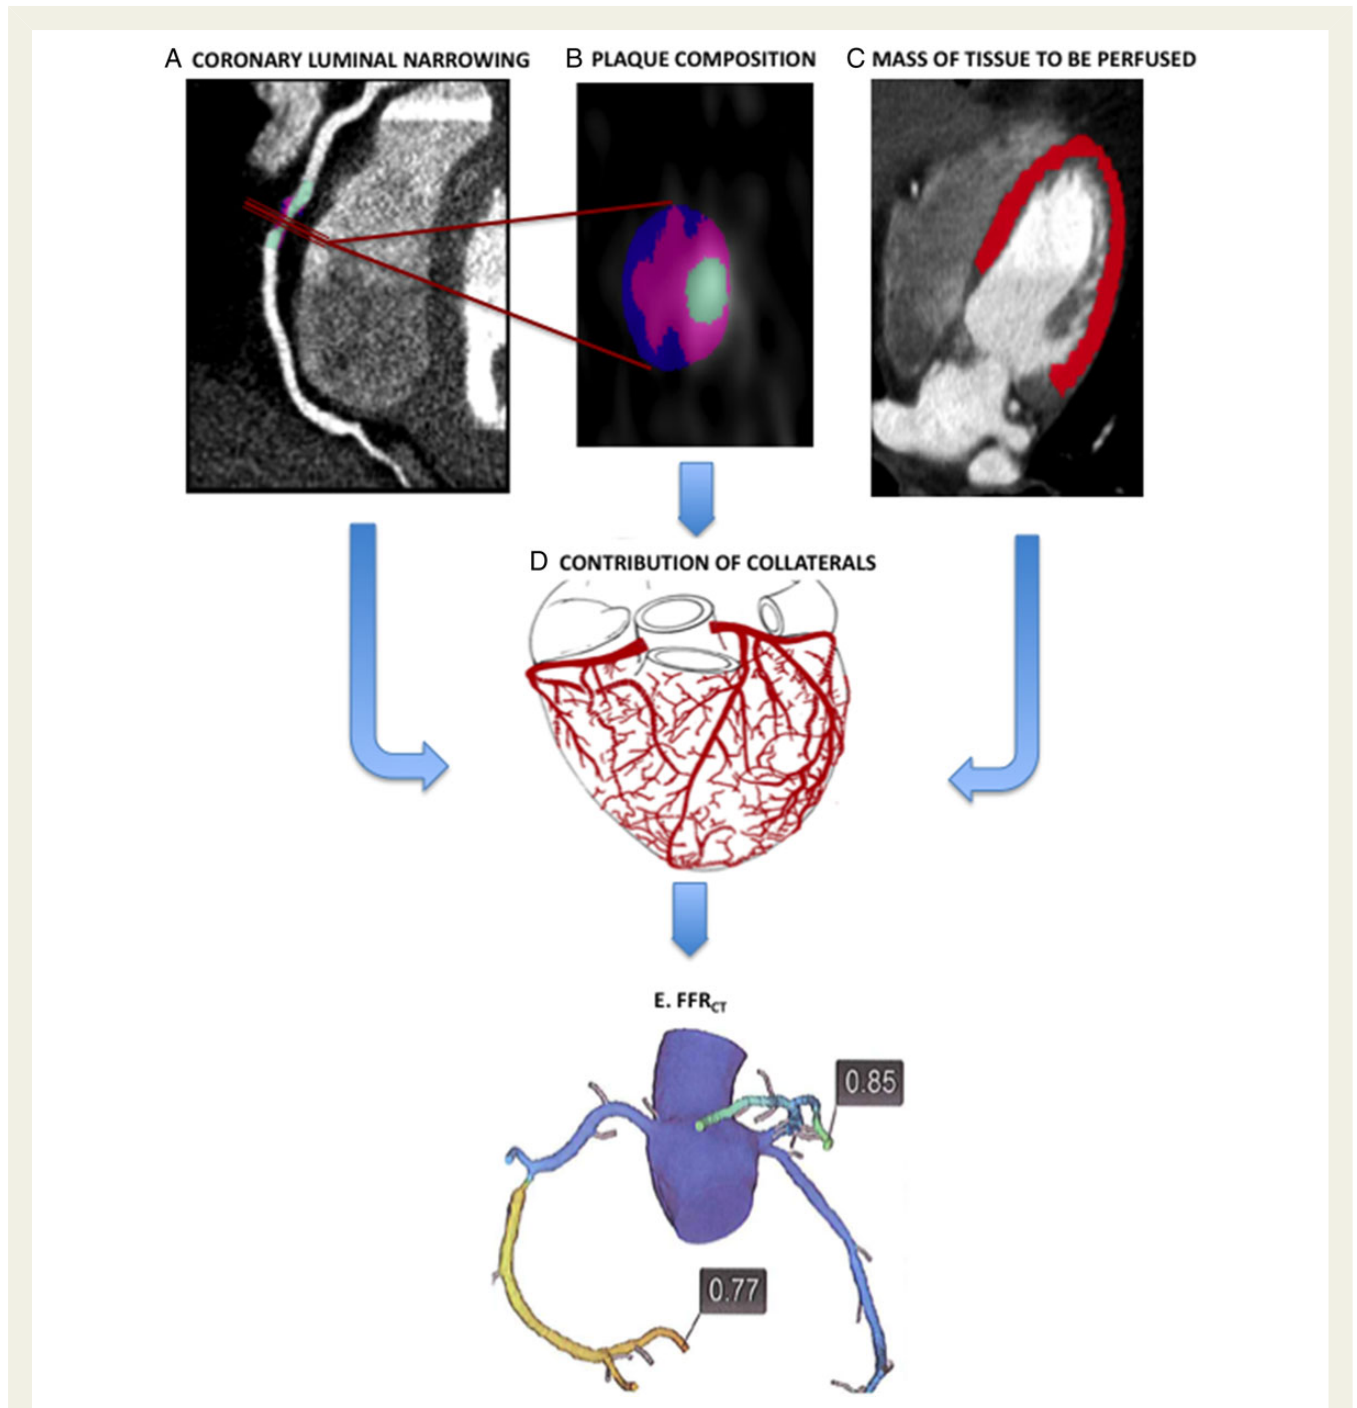 A CORONARY LUMINAL NARROWING
B PLAQUE COMPOSITION
C MASS OF TISSUE TO BE PERFUSED
D CONTRIBUTION OF COLLATERALS
E. FFRCT
0.85
0.77